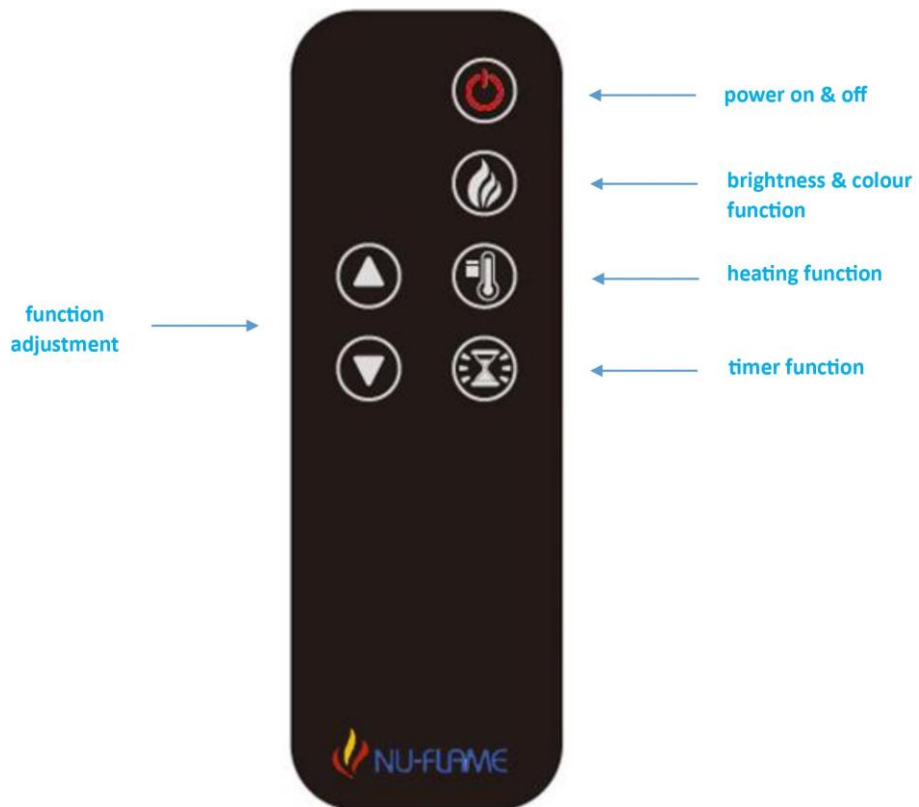 power on & off
brightness & colour
function
heating function
function
adjustment
timer function
NU-FLAME